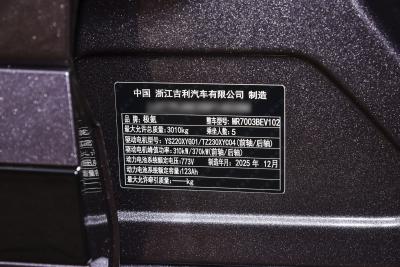 中国 浙江吉利汽车有限公司 制造
品牌：极氪 整车型号：MR7003BEV102
最大允许总质量：3010kg 乘坐人数：5
驱动电机型号：YS220XYG01/TZ230XY004(前轴/后轴)
驱动电机峰值功率：310kW/370kW(前轴/后轴)
动力电池系统额定电压：773V 制造年月：2025 年 12月
动力电池系统额定容量：123Ah
最大允许牵引质量：——kg